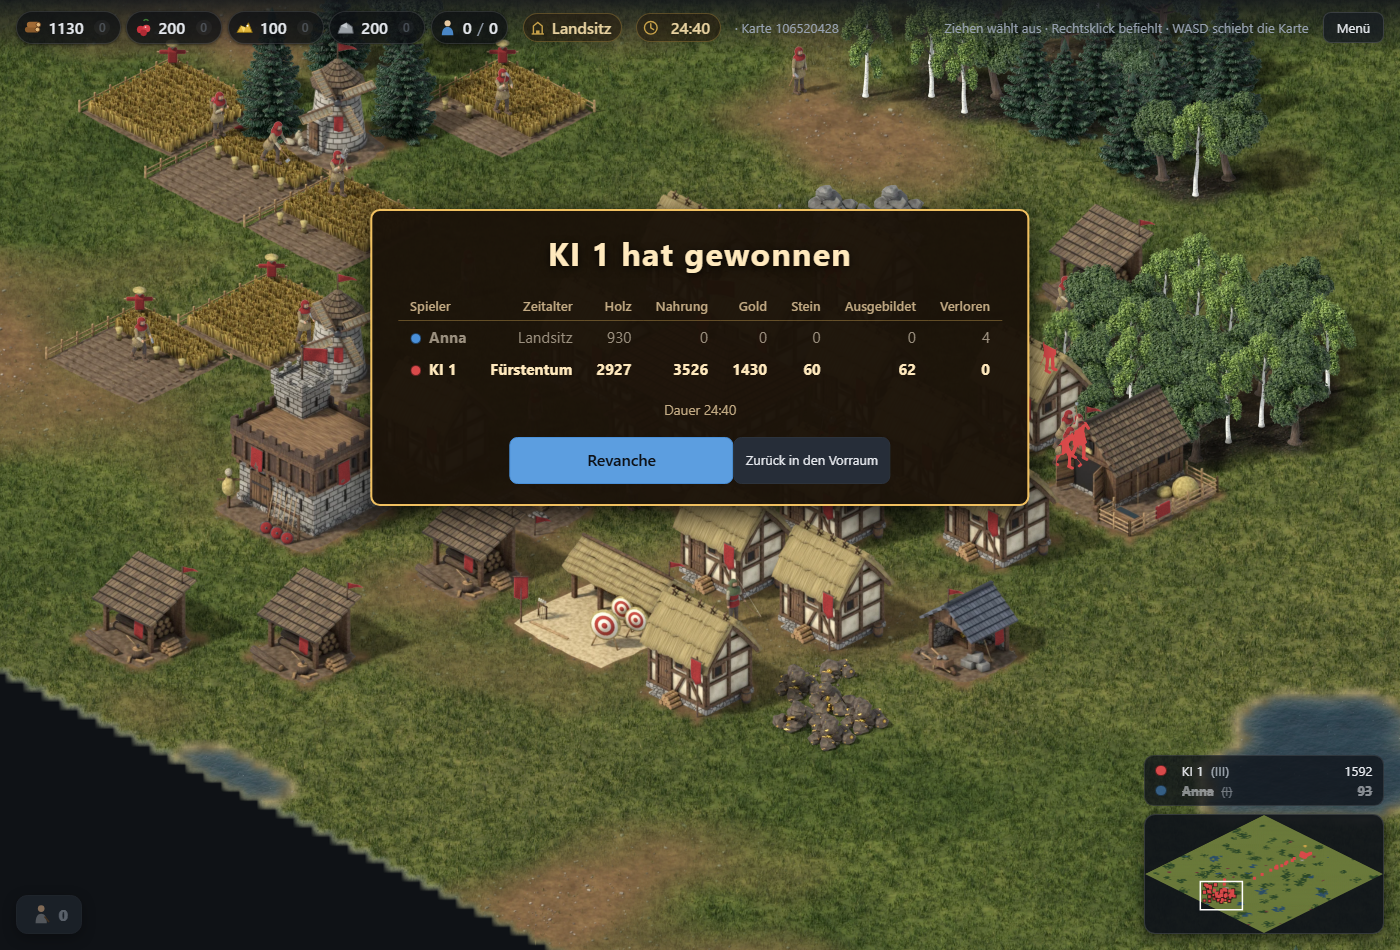 1130 0 200 0 100 0 200 0 0 / 0 Landsitz 24:40 · Karte 106520428 Ziehen wählt aus · Rechtsklick befiehlt · WASD schiebt die Karte Menü
KI 1 hat gewonnen
Spieler Zeitalter Holz Nahrung Gold Stein Ausgebildet Verloren
Anna Landsitz 930 0 0 0 0 4
KI 1 Fürstentum 2927 3526 1430 60 62 0
Dauer 24:40
Revanche Zurück in den Vorraum
KI 1 (III) 1592
Anna (I) 93
0